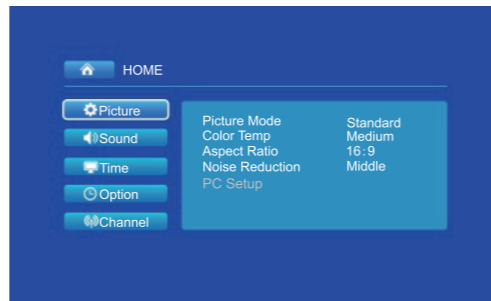 HOME
Picture
Sound
Time
Option
Channel
Picture Mode Standard
Color Temp Medium
Aspect Ratio 16:9
Noise Reduction Middle
PC Setup